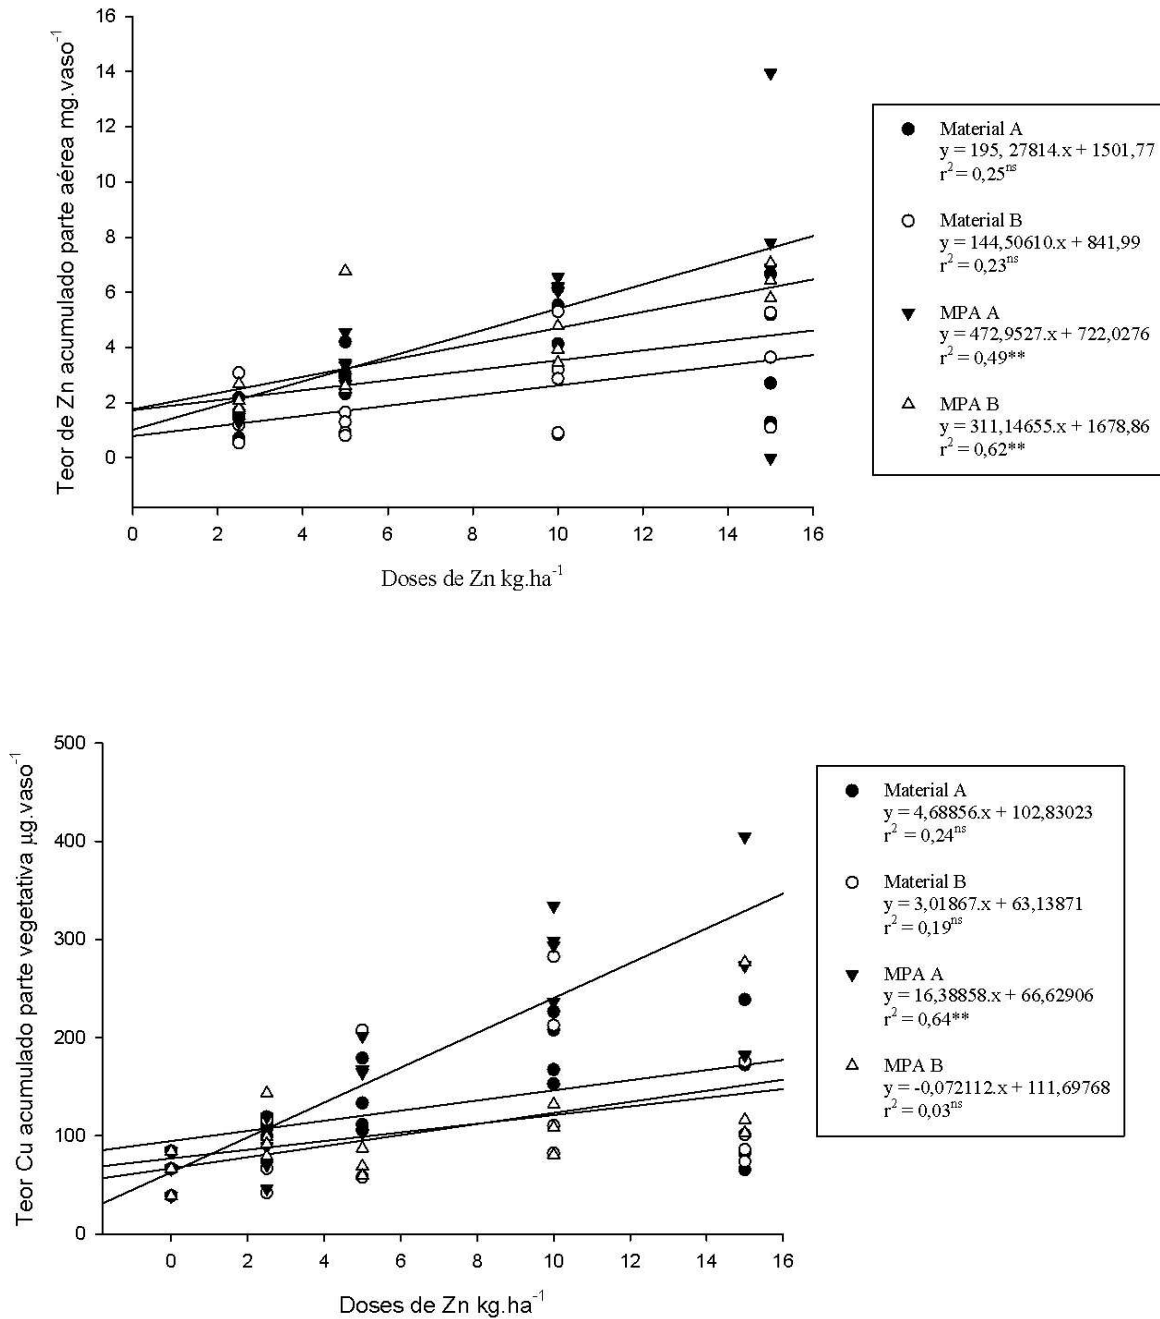 Teor de Zn acumulado parte aérea mg.vaso⁻¹
16
14
12
10
8
6
4
2
0
0 2 4 6 8 10 12 14 16
Doses de Zn kg.ha⁻¹
Material A
y = 195, 27814.x + 1501,77
r² = 0,25ⁿˢ
Material B
y = 144,50610.x + 841,99
r² = 0,23ⁿˢ
MPA A
y = 472,9527.x + 722,0276
r² = 0,49**
MPA B
y = 311,14655.x + 1678,86
r² = 0,62**
Teor Cu acumulado parte vegetativa µg.vaso⁻¹
500
400
300
200
100
0
0 2 4 6 8 10 12 14 16
Doses de Zn kg.ha⁻¹
Material A
y = 4,68856.x + 102,83023
r² = 0,24ⁿˢ
Material B
y = 3,01867.x + 63,13871
r² = 0,19ⁿˢ
MPA A
y = 16,38858.x + 66,62906
r² = 0,64**
MPA B
y = -0,072112.x + 111,69768
r² = 0,03ⁿˢ